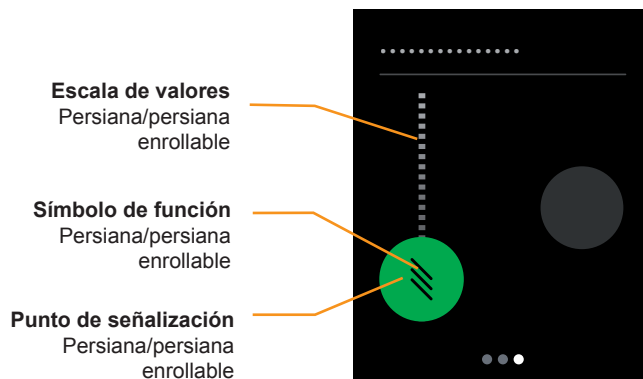 Escala de valores
Persiana/persiana
enrollable
Símbolo de función
Persiana/persiana
enrollable
Punto de señalización
Persiana/persiana
enrollable